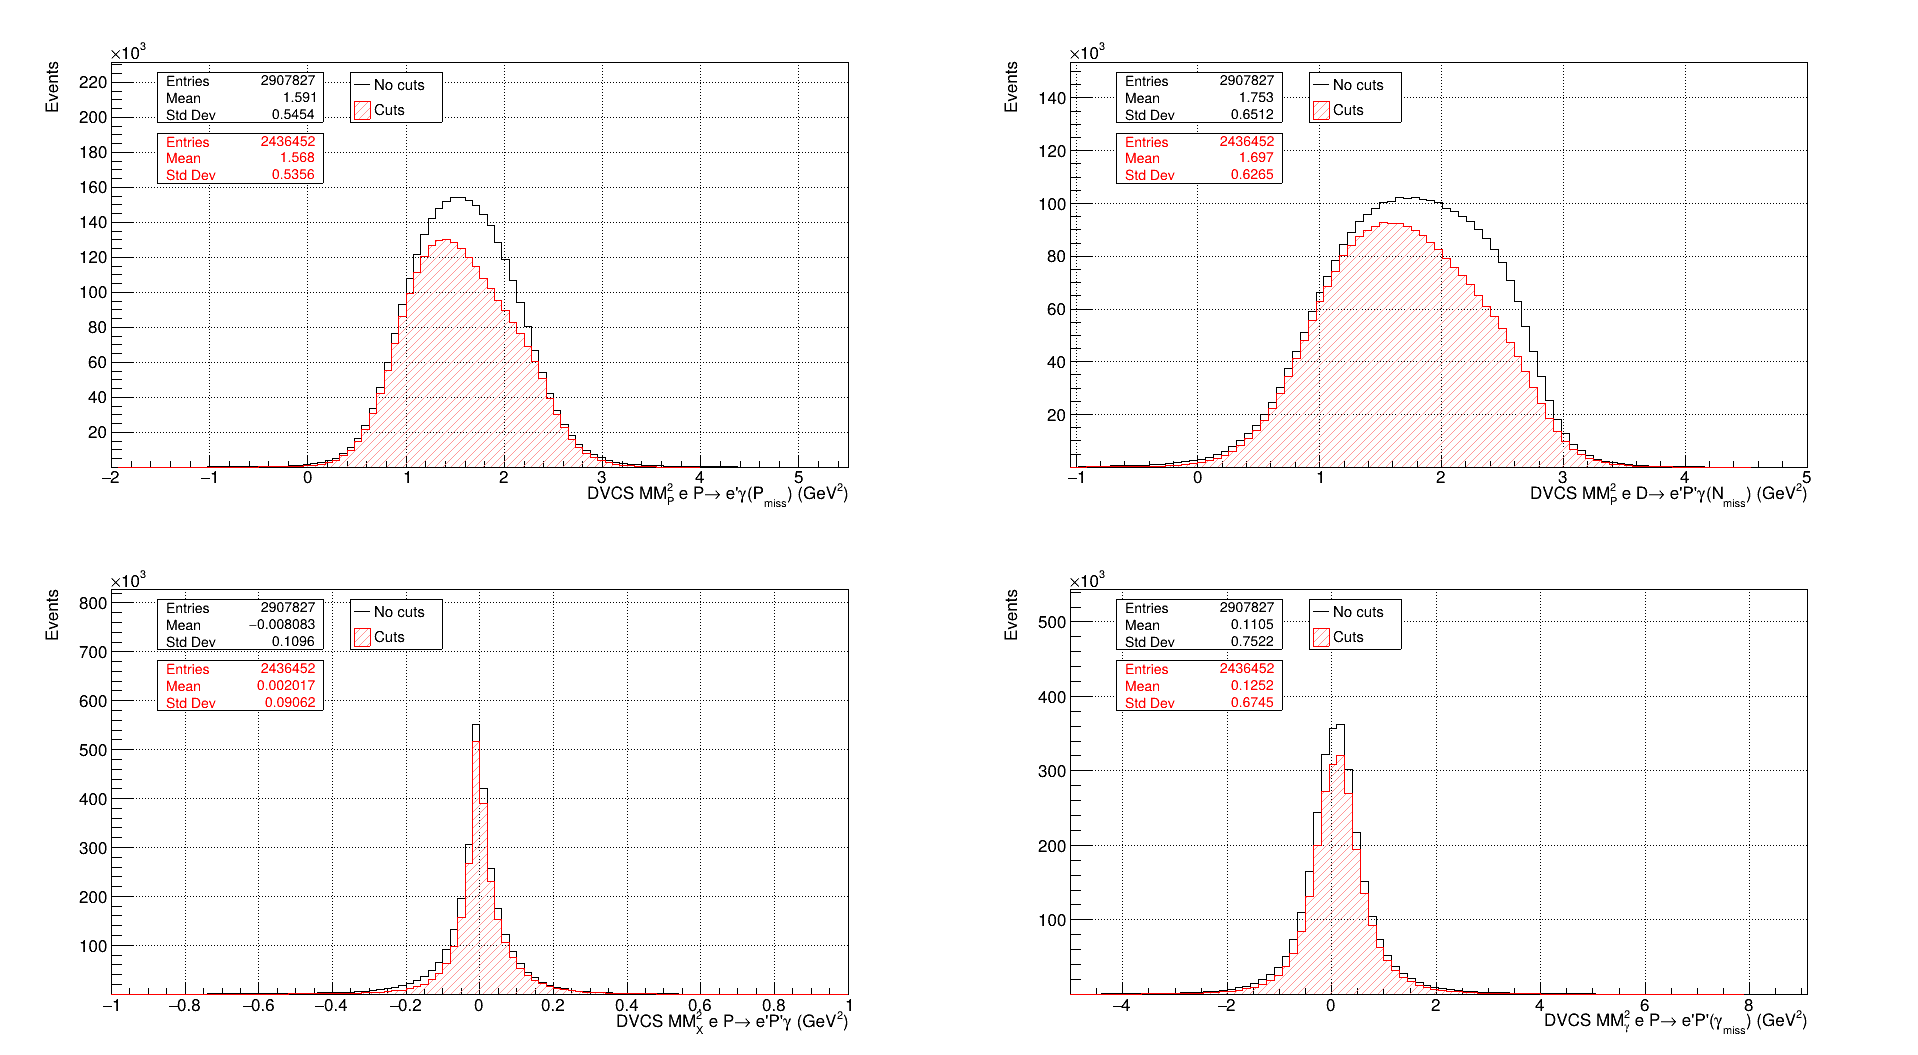 ×10³
Events
220
200
180
160
140
120
100
80
60
40
20
Entries 2907827
Mean 1.591
Std Dev 0.5454
Entries 2436452
Mean 1.568
Std Dev 0.5356
No cuts
Cuts
−2 −1 0 1 2 3 4 5
DVCS MM²_P e P→ e'γ(P_miss) (GeV²)
×10³
Events
140
120
100
80
60
40
20
Entries 2907827
Mean 1.753
Std Dev 0.6512
Entries 2436452
Mean 1.697
Std Dev 0.6265
No cuts
Cuts
−1 0 1 2 3 4 5
DVCS MM²_P e D→ e'P'γ(N_miss) (GeV²)
×10³
Events
800
700
600
500
400
300
200
100
Entries 2907827
Mean −0.008083
Std Dev 0.1096
Entries 2436452
Mean 0.002017
Std Dev 0.09062
No cuts
Cuts
−1 −0.8 −0.6 −0.4 −0.2 0 0.2 0.4 0.6 0.8 1
DVCS MM²_X e P→ e'P'γ (GeV²)
×10³
Events
500
400
300
200
100
Entries 2907827
Mean 0.1105
Std Dev 0.7522
Entries 2436452
Mean 0.1252
Std Dev 0.6745
No cuts
Cuts
−4 −2 0 2 4 6 8
DVCS MM²_γ e P→ e'P'(γ_miss) (GeV²)